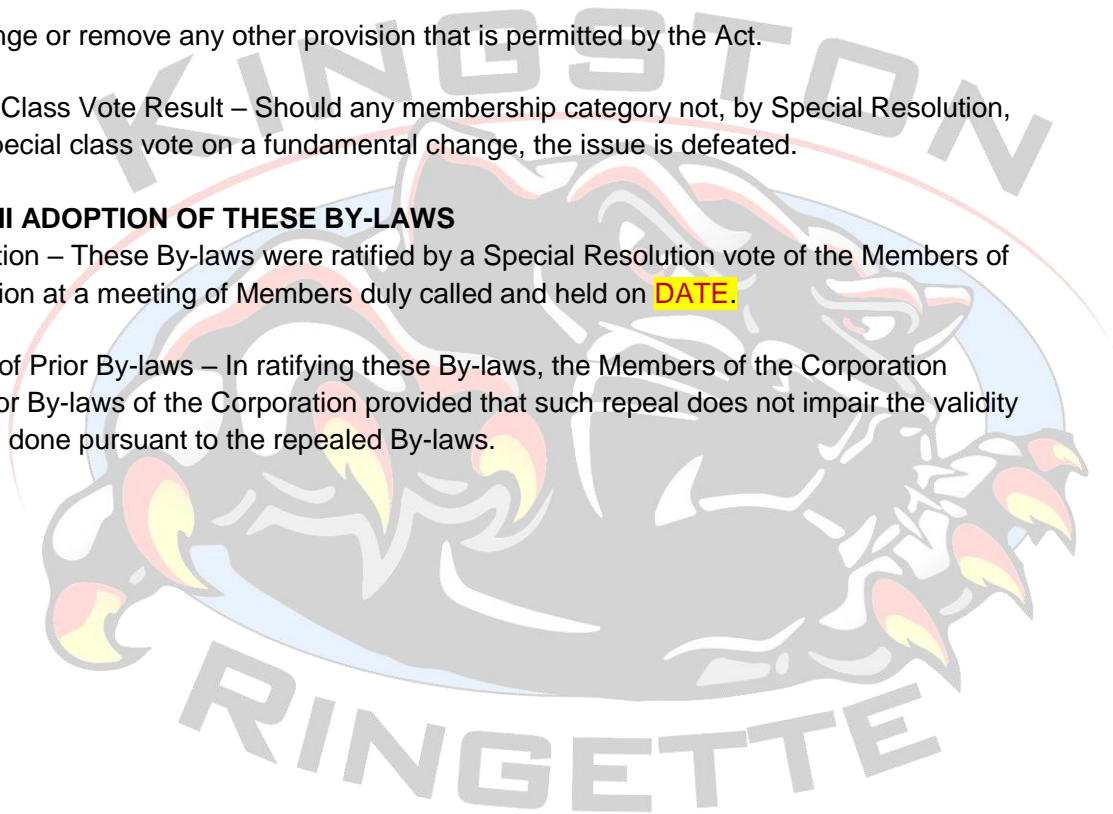 KINGSTON
nge or remove any other provision that is permitted by the Act.
Class Vote Result – Should any membership category not, by Special Resolution,
pecial class vote on a fundamental change, the issue is defeated.
II ADOPTION OF THESE BY-LAWS
tion – These By-laws were ratified by a Special Resolution vote of the Members of
tion at a meeting of Members duly called and held on DATE.
of Prior By-laws – In ratifying these By-laws, the Members of the Corporation
or By-laws of the Corporation provided that such repeal does not impair the validity
done pursuant to the repealed By-laws.
RINGETTE